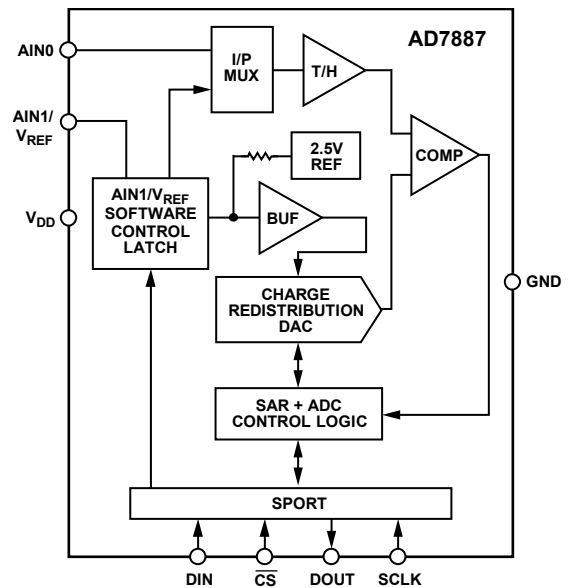 AD7887
AIN0
I/P
MUX
T/H
AIN1/
VREF
2.5V
REF
COMP
AIN1/VREF
SOFTWARE
CONTROL
LATCH
VDD
BUF
GND
CHARGE
REDISTRIBUTION
DAC
SAR + ADC
CONTROL LOGIC
SPORT
DIN
CS
DOUT
SCLK